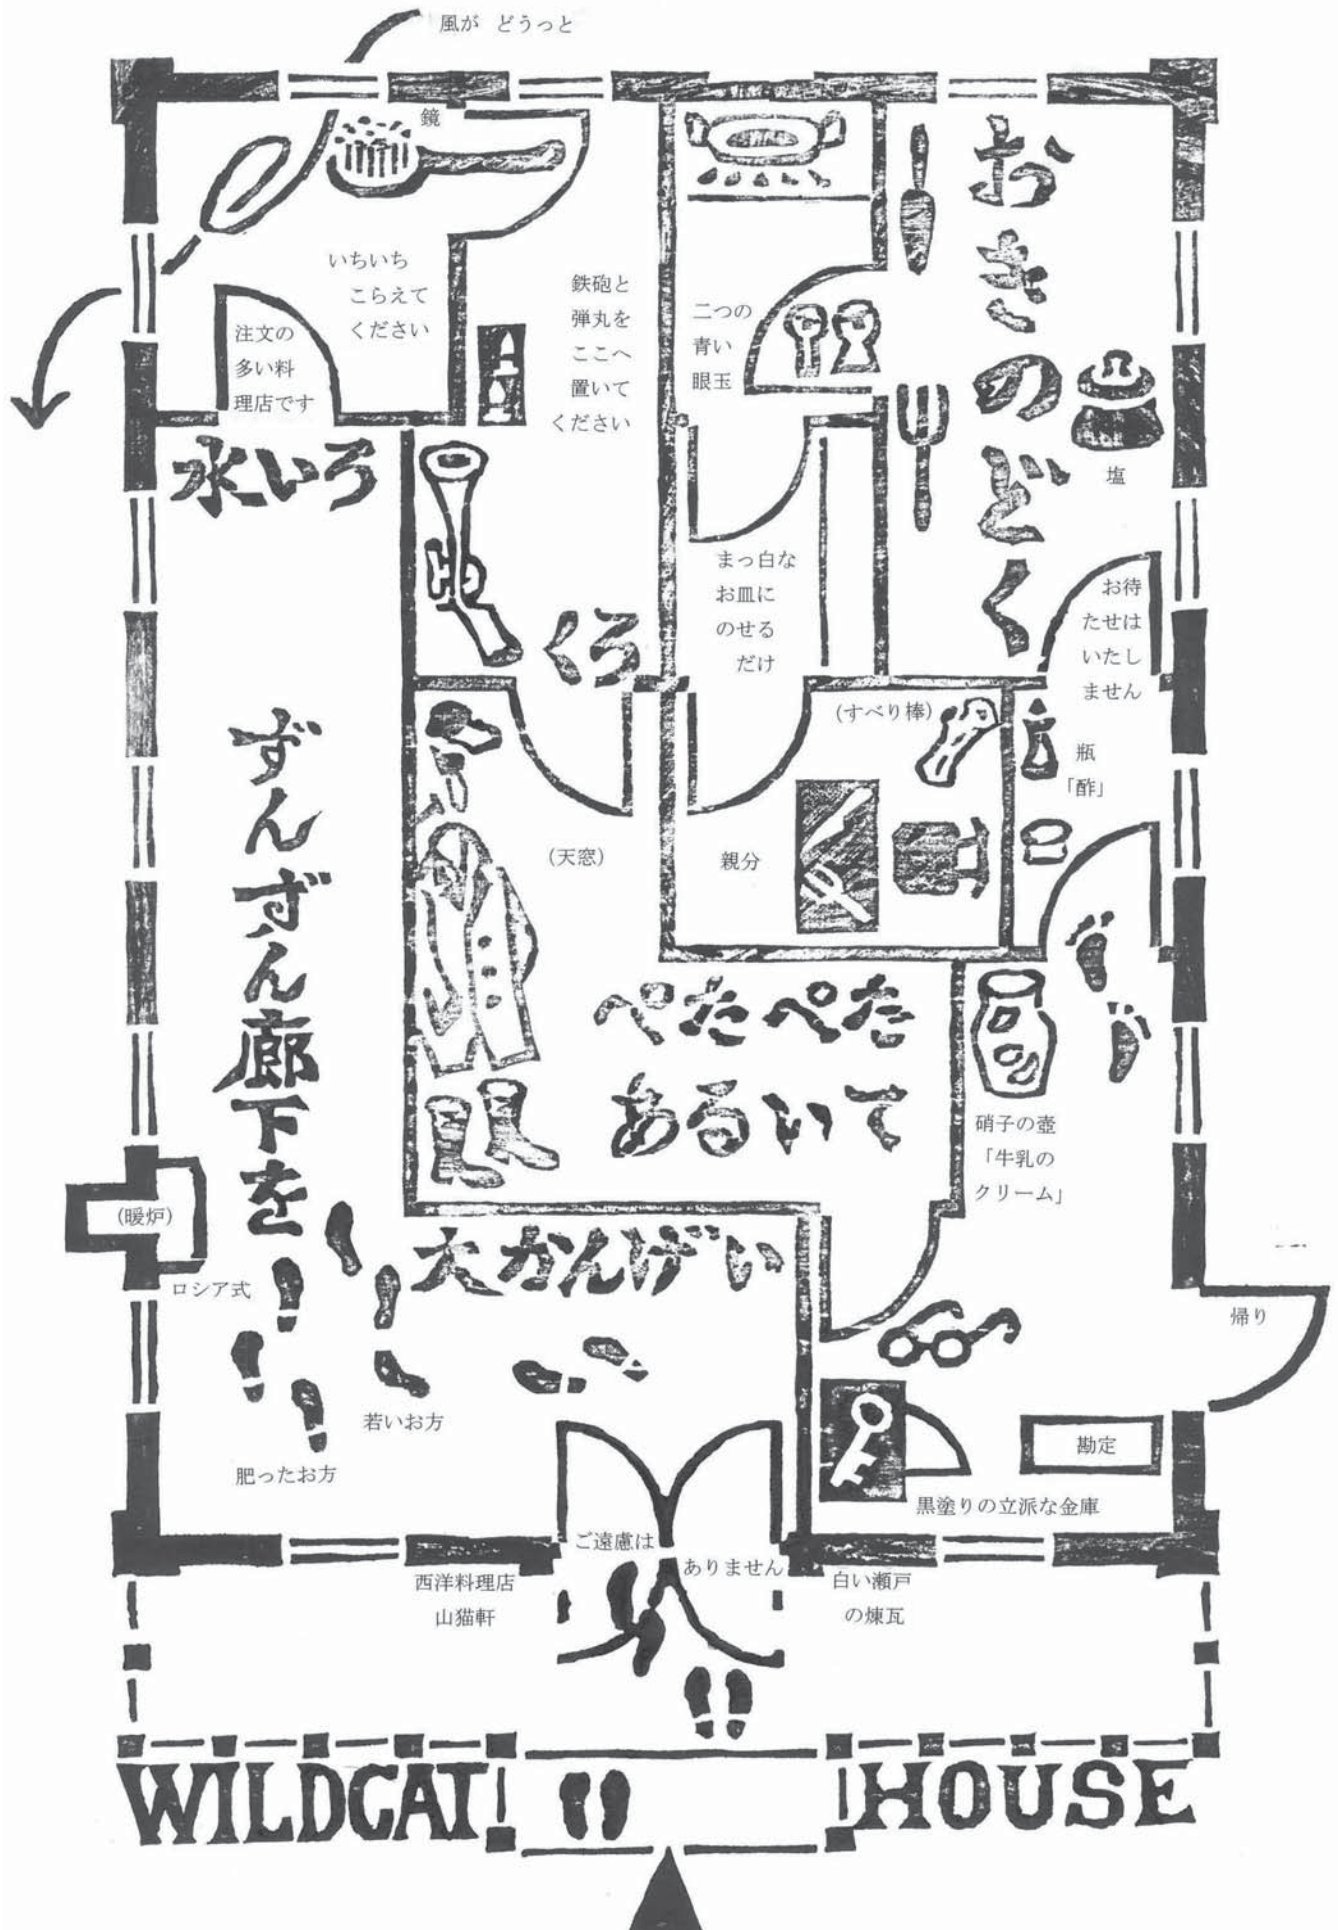 風が どうっと
鏡
いちいち
こらえて
ください
注文の
多い料
理店です
水いろ
鉄砲と
弾丸を
ここへ
置いて
ください
くろ
二つの
青い
眼玉
まっ白な
お皿に
のせる
だけ
おきのどく
塩
お待
たせは
いたし
ません
瓶
「酢」
(すべり棒)
親分
(天窓)
ずんずん廊下を
ぺたぺた
あるいて
硝子の壺
「牛乳の
クリーム」
(暖炉)
ロシア式
大かんげい
若いお方
肥ったお方
帰り
勘定
黒塗りの立派な金庫
ご遠慮は
ありません
西洋料理店
山猫軒
白い瀬戸
の煉瓦
WILDCAT HOUSE